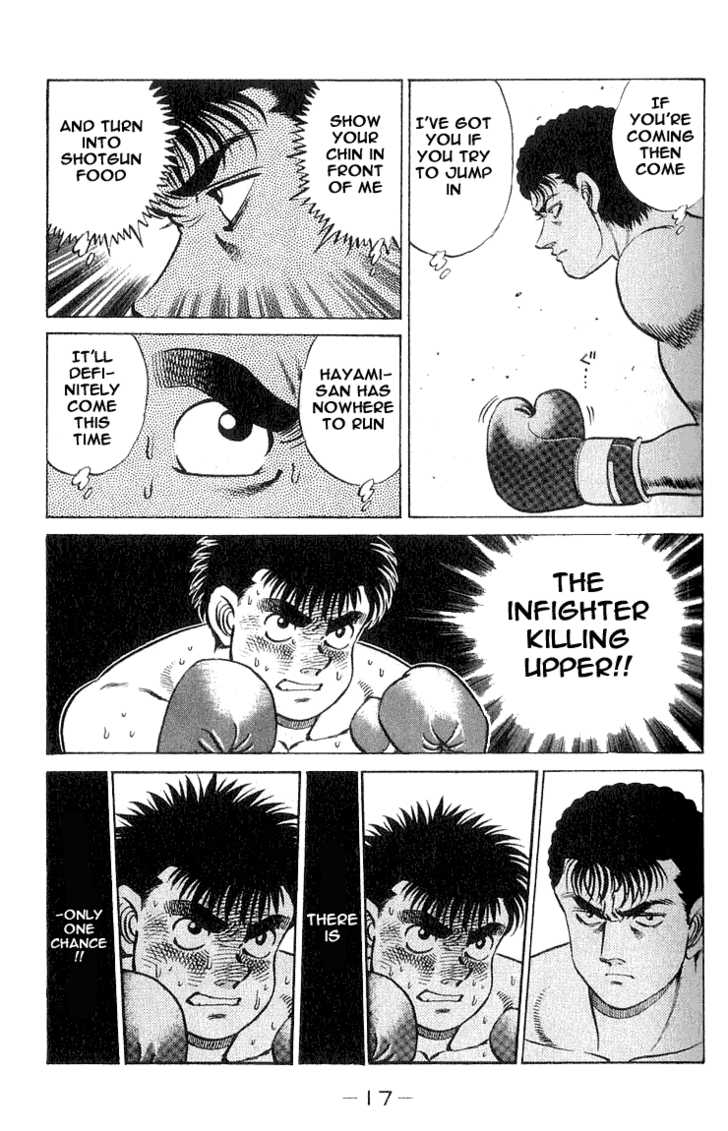 IF
YOU'RE
COMING
THEN
COME
I'VE GOT
YOU IF
YOU TRY
TO JUMP
IN
ぐ"
SHOW
YOUR
CHIN IN
FRONT
OF ME
AND TURN
INTO
SHOTGUN
FOOD
HAYAMI-
SAN HAS
NOWHERE
TO RUN
IT'LL
DEFI-
NITELY
COME
THIS
TIME
THE
INFIGHTER
KILLING
UPPER!!
THERE
IS
-ONLY
ONE
CHANCE
!!
-17-